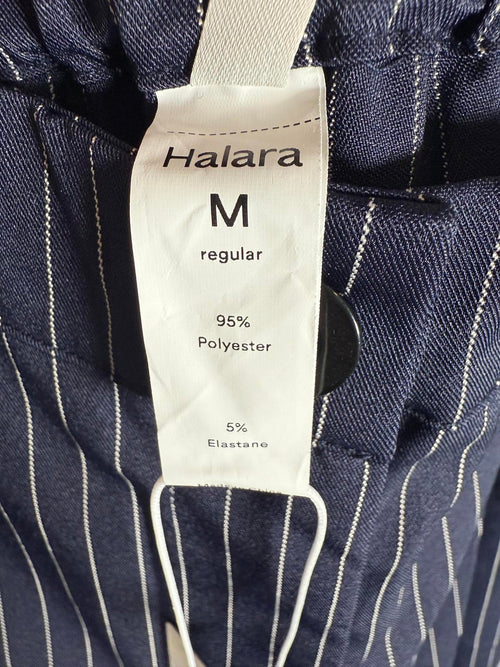 Halara
M
regular
95%
Polyester
5%
Elastane